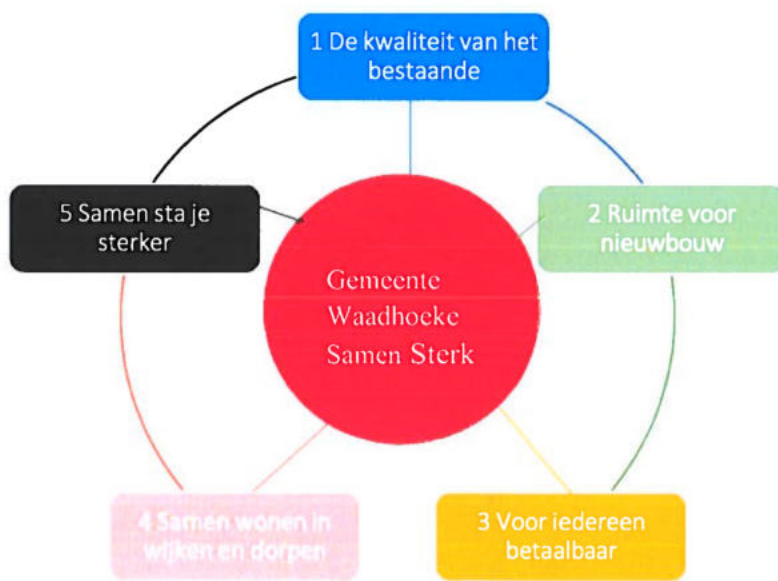 1 De kwaliteit van het
bestaande
5 Samen sta je
sterker
2 Ruimte voor
nieuwbouw
Gemeente
Waadhoeke
Samen Sterk
4 Samen wonen in
wijken en dorpen
3 Voor iedereen
betaalbaar